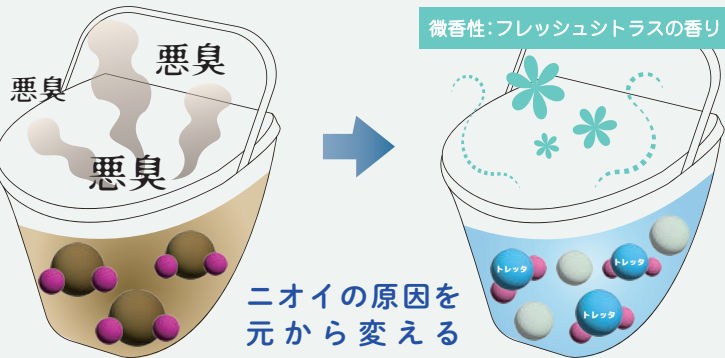 微香性:フレッシュシトラスの香り
悪臭
悪臭
悪臭
トレッタ
トレッタ
トレッタ
ニオイの原因を
元から変える